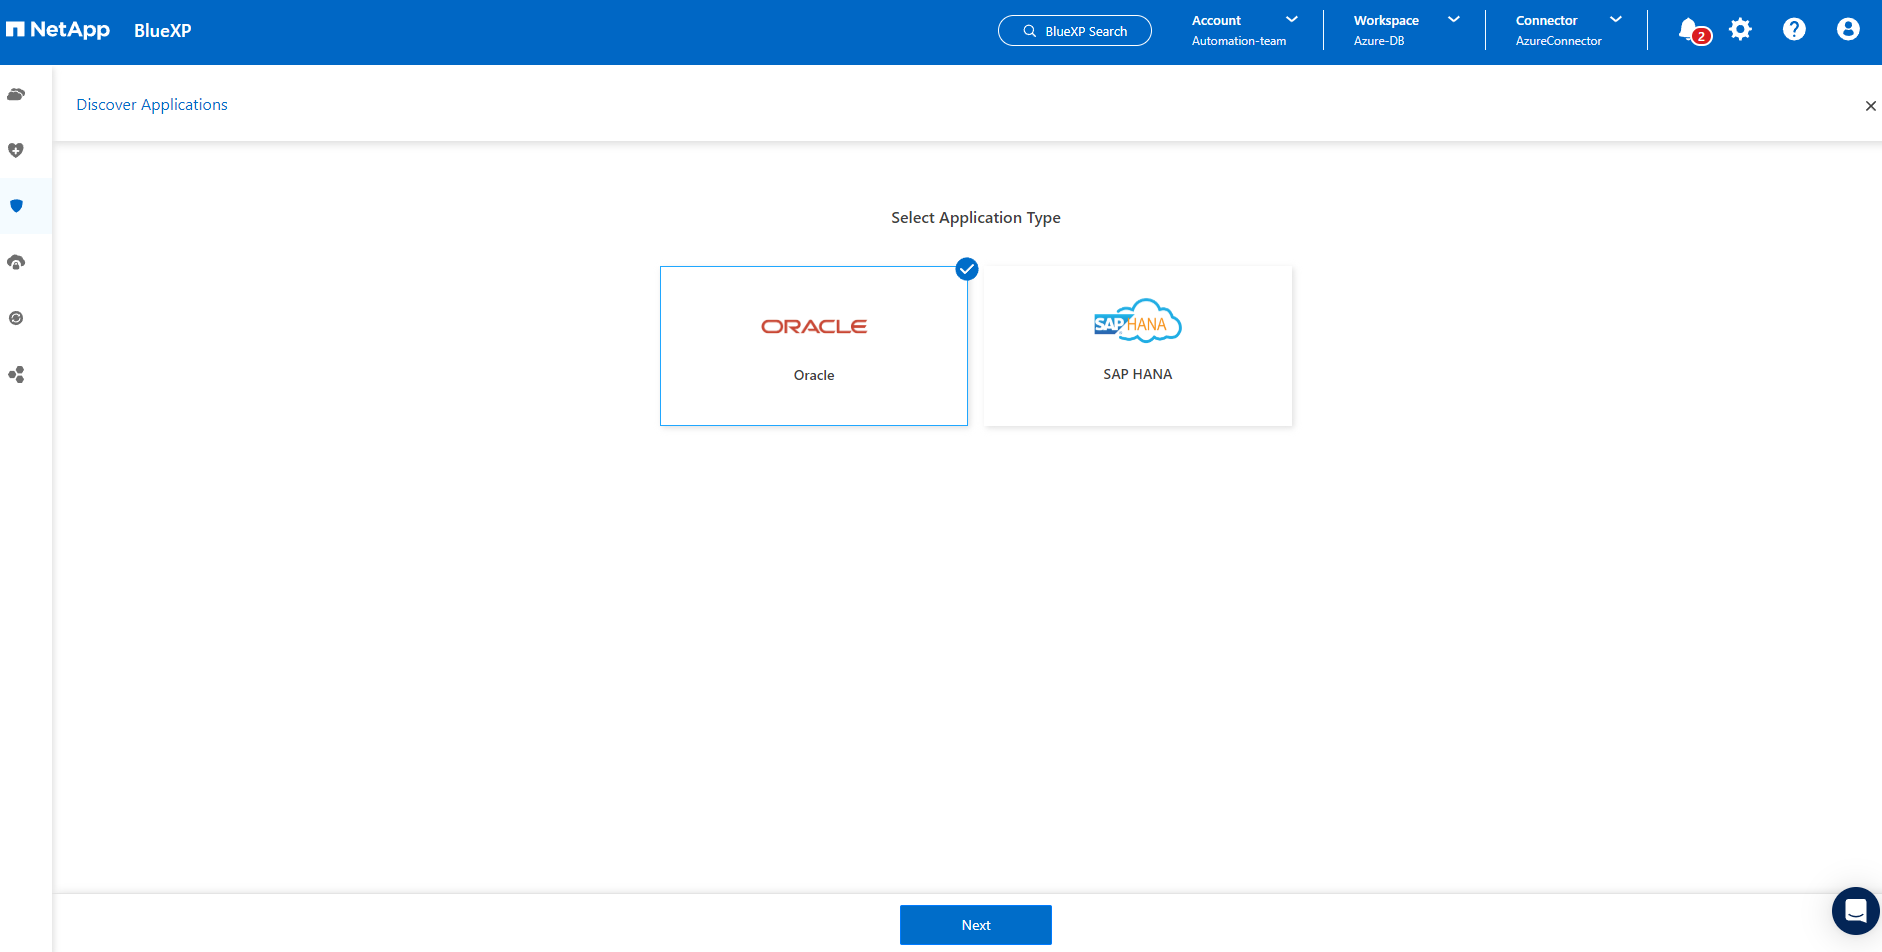 NetApp BlueXP
BlueXP Search
Account
Automation-team
Workspace
Azure-DB
Connector
AzureConnector
2
Discover Applications
Select Application Type
ORACLE
Oracle
SAP HANA
SAP HANA
Next